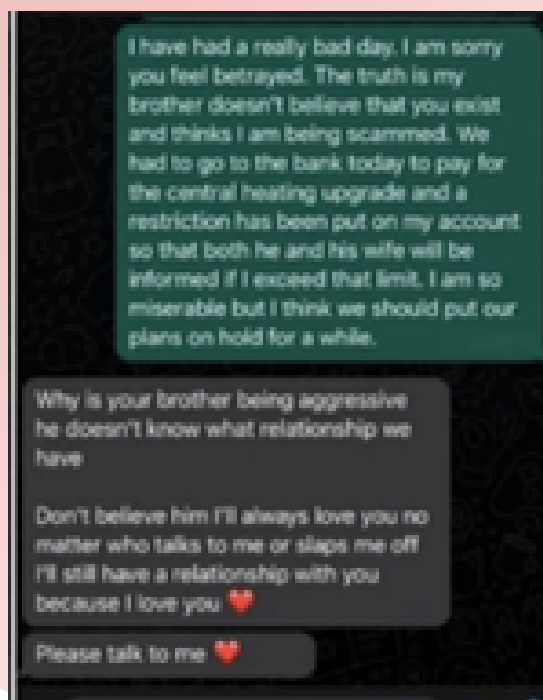 I have had a really bad day. I am sorry
you feel betrayed. The truth is my
brother doesn't believe that you exist
and thinks I am being scammed. We
had to go to the bank today to pay for
the central heating upgrade and a
restriction has been put on my account
so that both he and his wife will be
informed if I exceed that limit. I am so
miserable but I think we should put our
plans on hold for a while.
Why is your brother being aggressive
he doesn't know what relationship we
have
Don't believe him I'll always love you no
matter who talks to me or slaps me off
I'll still have a relationship with you
because I love you ❤️
Please talk to me ❤️